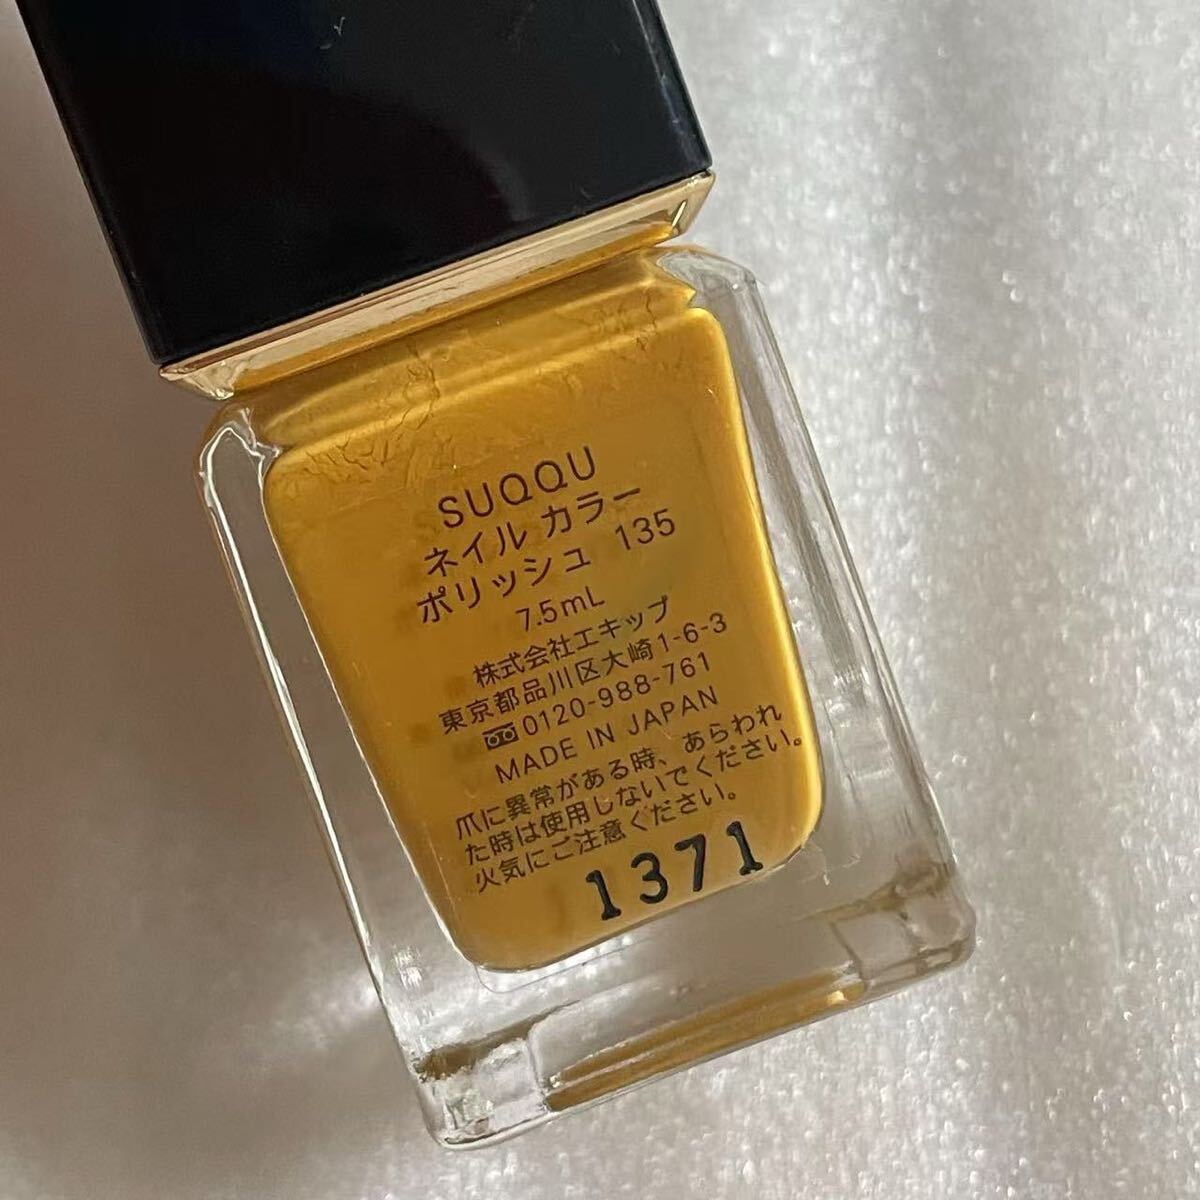 SUQQU
ネイル カラー
ポリッシュ 135
7.5mL
株式会社エキップ
東京都品川区大崎1-6-3
0120-988-761
MADE IN JAPAN
爪に異常がある時、あらわれ
た時は使用しないでください。
火気にご注意ください。
1371